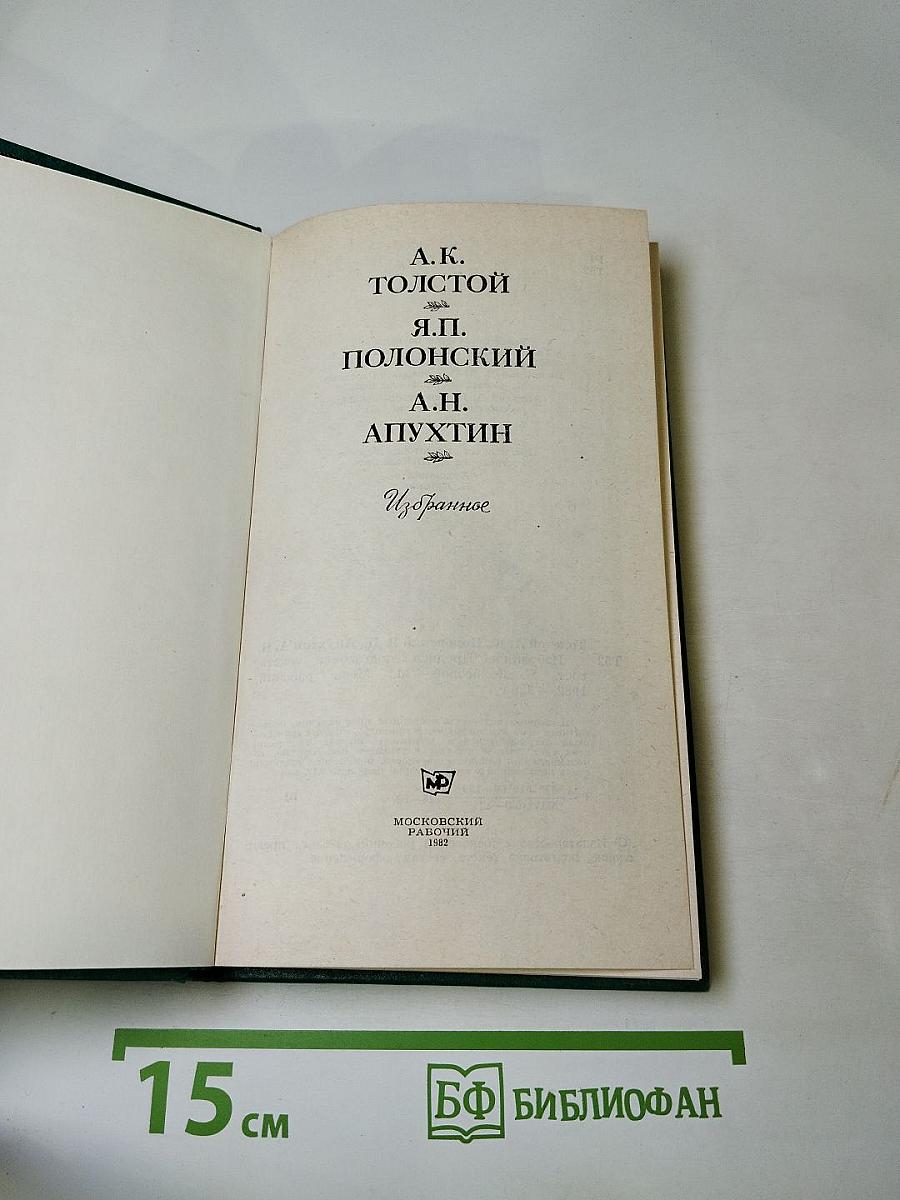 А.К.
ТОЛСТОЙ
Я.П.
ПОЛОНСКИЙ
А.Н.
АПУХТИН
Избранное
МР
МОСКОВСКИЙ
РАБОЧИЙ
1982
15 см
БФ БИБЛИОФАН